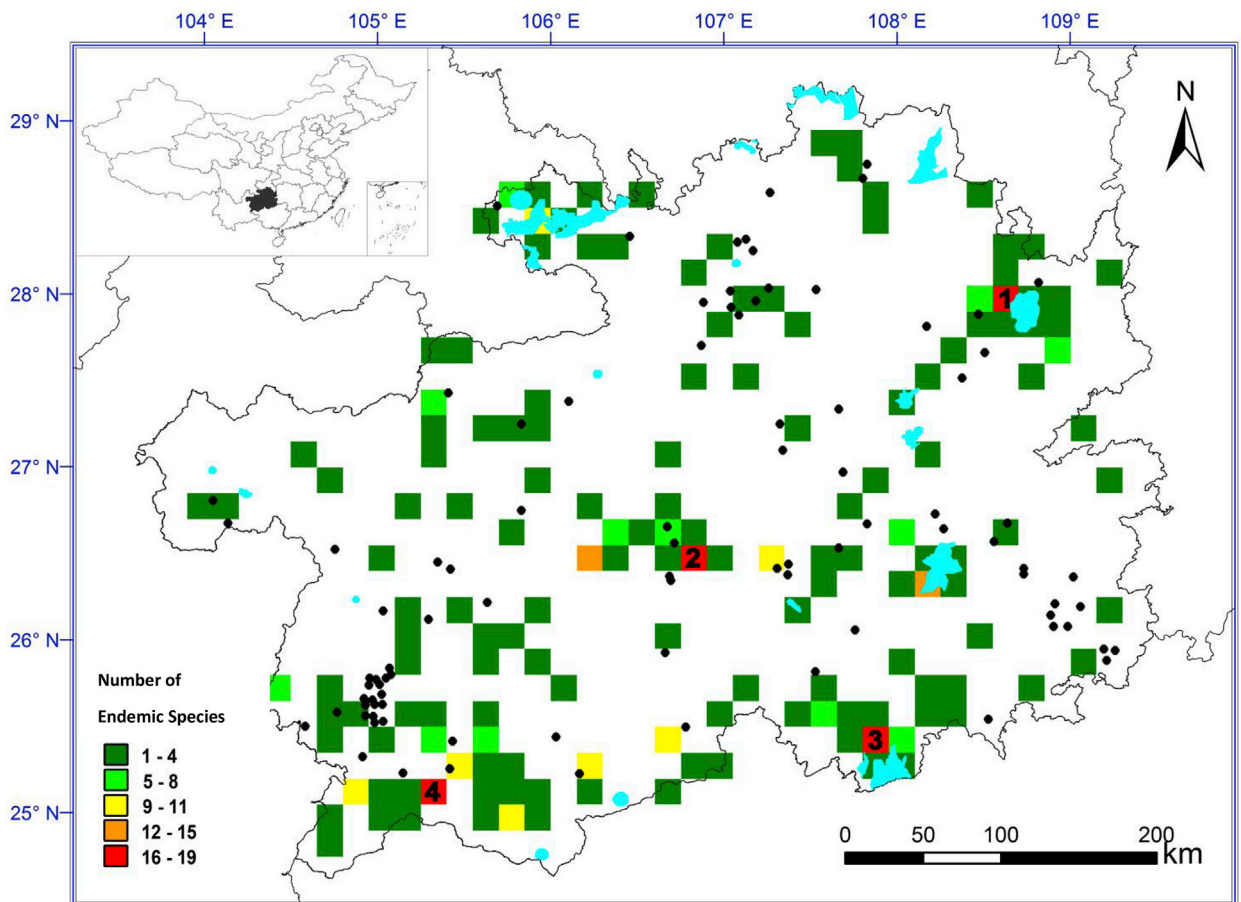 104° E 105° E 106° E 107° E 108° E 109° E
29° N
28° N
27° N
26° N
25° N
N
1
2
3
4
Number of
Endemic Species
1 - 4
5 - 8
9 - 11
12 - 15
16 - 19
0 50 100 200
km